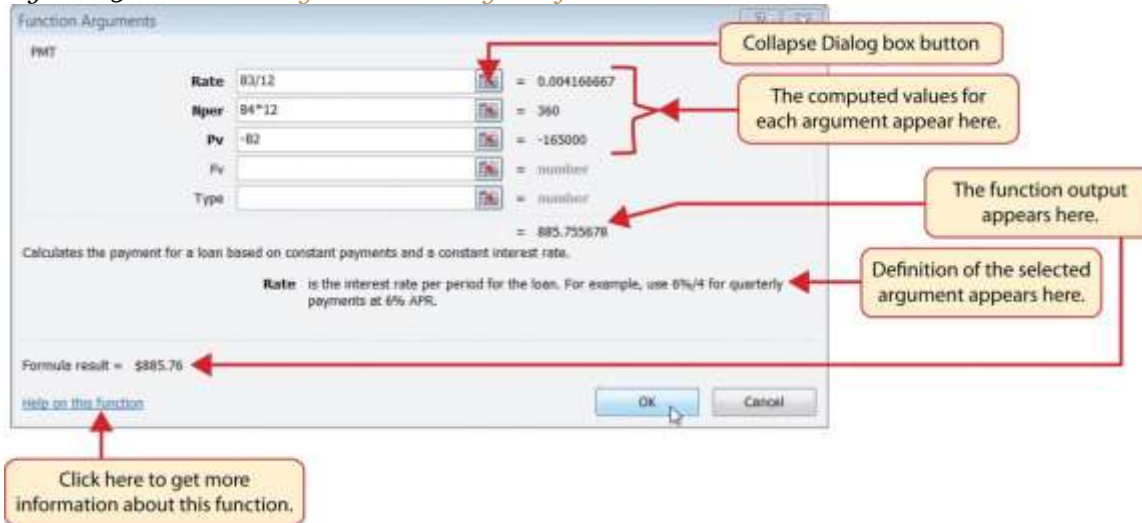 Function Arguments
PMT
Collapse Dialog box button
Rate B3/12 = 0.004166667
Nper B4*12 = 360
Pv -B2 = -165000
Fv = number
Type = number
The computed values for
each argument appear here.
= 885.755678
The function output
appears here.
Calculates the payment for a loan based on constant payments and a constant interest rate.
Rate is the interest rate per period for the loan. For example, use 6%/4 for quarterly
payments at 6% APR.
Definition of the selected
argument appears here.
Formula result = $885.76
Help on this function
OK Cancel
Click here to get more
information about this function.